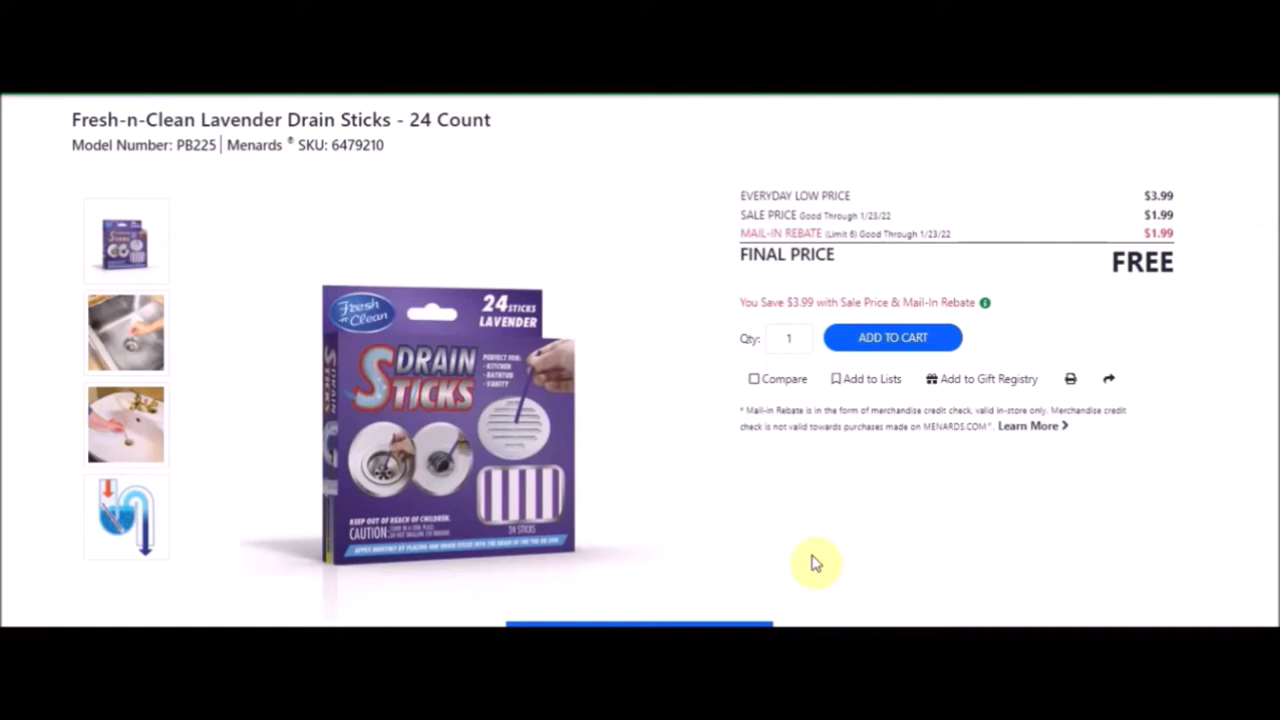 Fresh-n-Clean Lavender Drain Sticks - 24 Count
Model Number: PB225 | Menards ® SKU: 6479210
EVERYDAY LOW PRICE $3.99
SALE PRICE Good Through 1/23/22 $1.99
MAIL-IN REBATE (Limit 6) Good Through 1/23/22 $1.99
FINAL PRICE FREE
You Save $3.99 with Sale Price & Mail-In Rebate
Qty: 1 ADD TO CART
Compare Add to Lists Add to Gift Registry
* Mail-in Rebate is in the form of merchandise credit check, valid in-store only. Merchandise credit
check is not valid towards purchases made on MENARDS.COM®. Learn More
Fresh n' Clean
24 STICKS
LAVENDER
DRAIN
STICKS
PERFECT FOR:
- KITCHEN
- BATHTUB
- VANITY
DRAIN STICKS
24 STICKS
KEEP OUT OF REACH OF CHILDREN.
CAUTION: